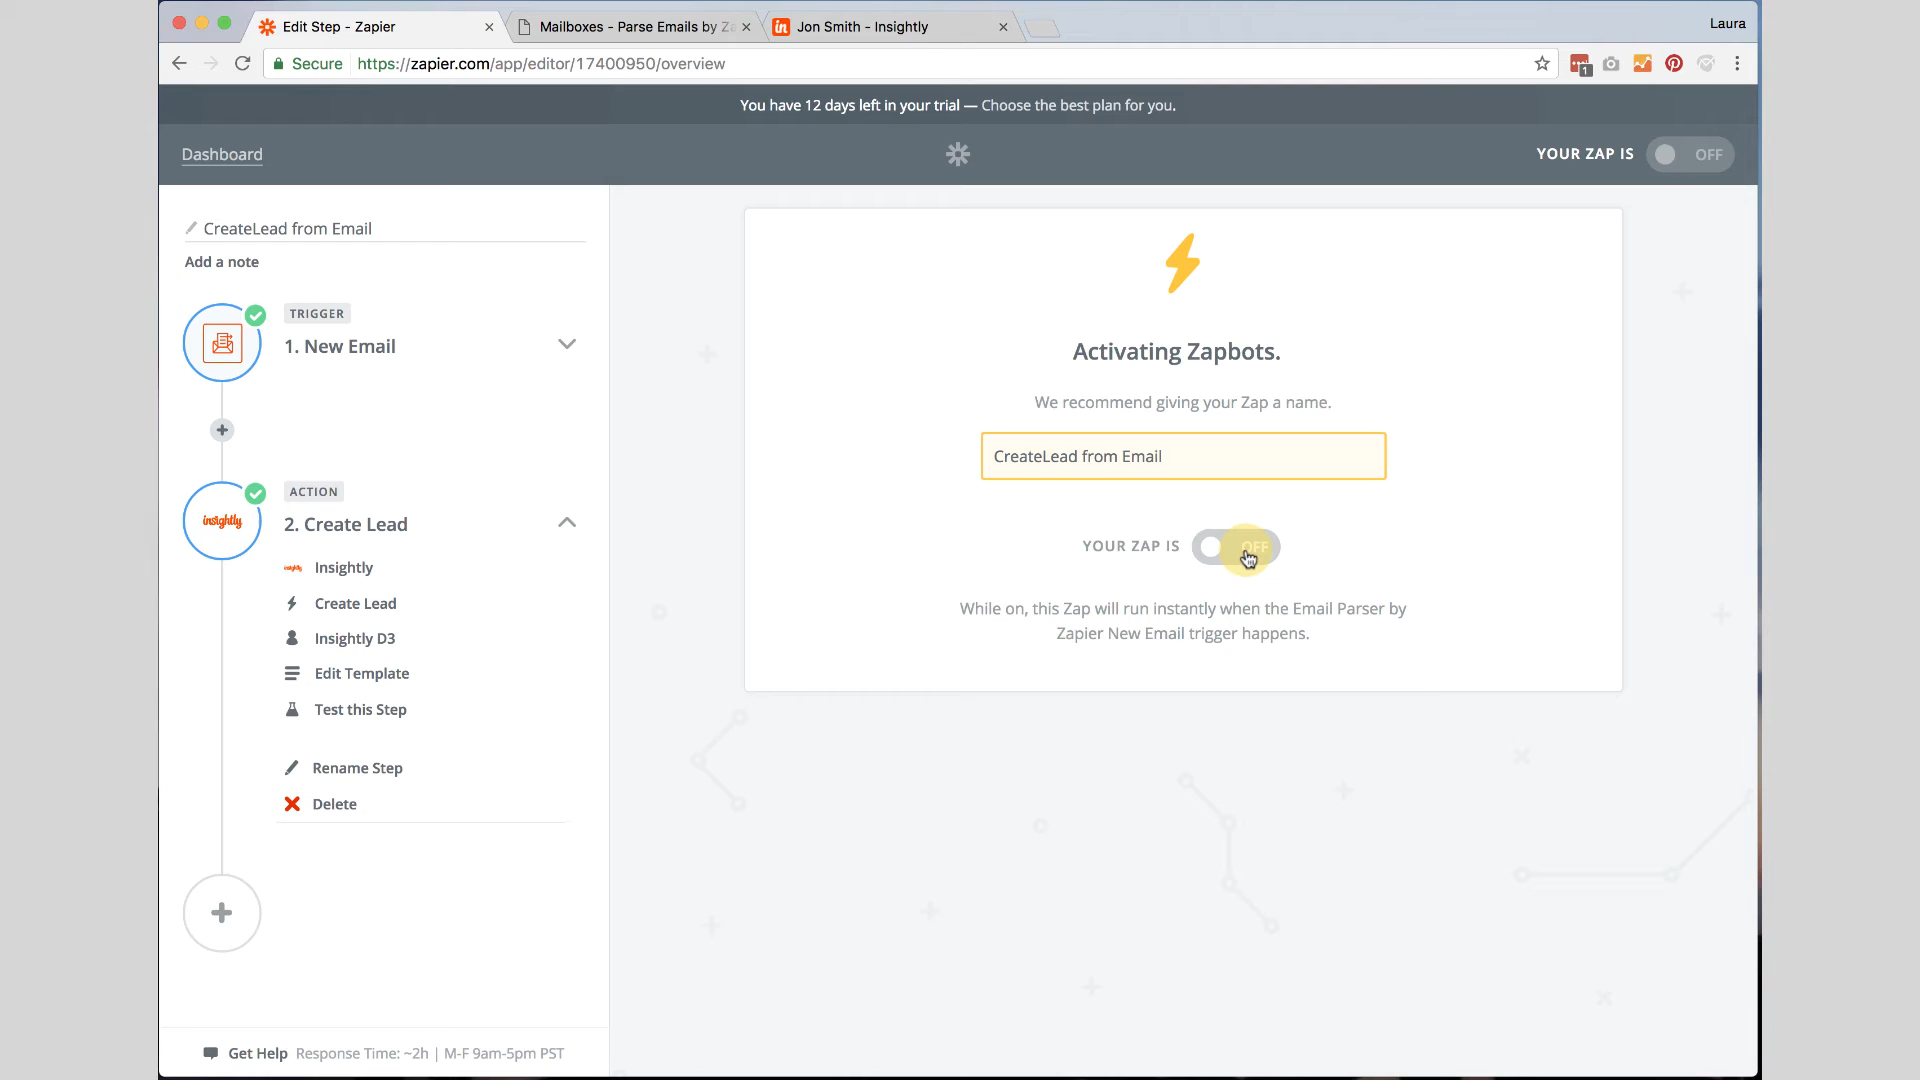 Edit Step - Zapier
Mailboxes - Parse Emails by Za
Jon Smith - Insightly
Laura
Secure
https://zapier.com/app/editor/17400950/overview
1
You have 12 days left in your trial — Choose the best plan for you.
Dashboard
YOUR ZAP IS OFF
CreateLead from Email
Add a note
TRIGGER
1. New Email
insightly
ACTION
2. Create Lead
insightly Insightly
Create Lead
Insightly D3
Edit Template
Test this Step
Rename Step
Delete
Get Help Response Time: ~2h | M-F 9am-5pm PST
Activating Zapbots.
We recommend giving your Zap a name.
CreateLead from Email
YOUR ZAP IS OFF
While on, this Zap will run instantly when the Email Parser by
Zapier New Email trigger happens.